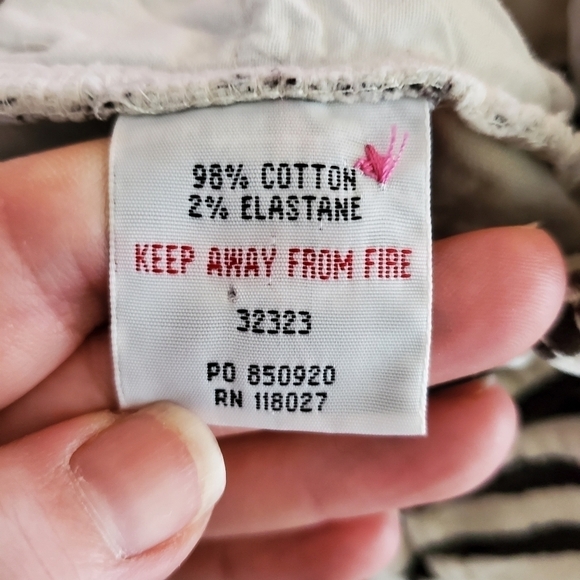 98% COTTON
2% ELASTANE
KEEP AWAY FROM FIRE
32323
PO 850920
RN 118027